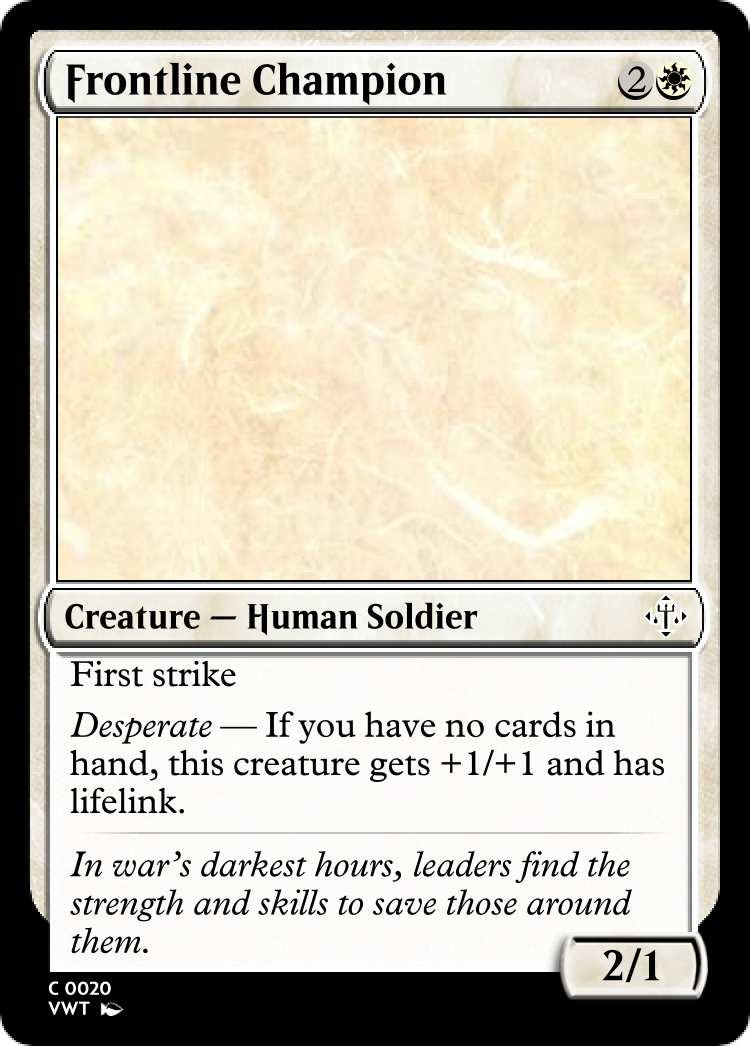 Frontline Champion
2
Creature — Human Soldier
First strike
Desperate — If you have no cards in
hand, this creature gets +1/+1 and has
lifelink.
In war's darkest hours, leaders find the
strength and skills to save those around
them.
2/1
C 0020
VWT